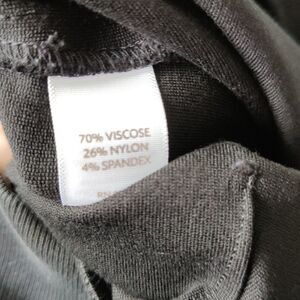 70% VISCOSE
26% NYLON
4% SPANDEX